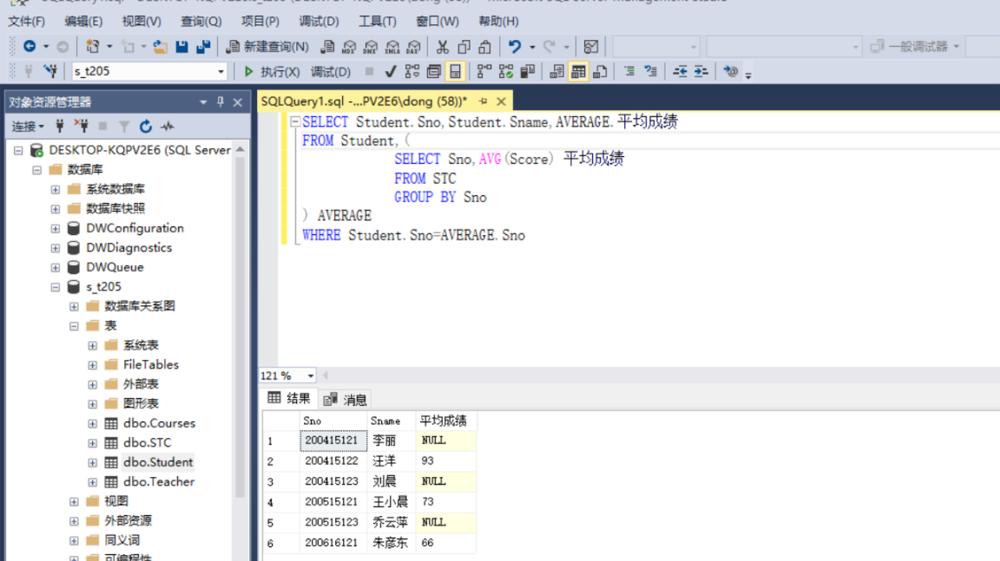 文件(F) 编辑(E) 视图(V) 查询(Q) 项目(P) 调试(D) 工具(T) 窗口(W) 帮助(H)
新建查询(N) MDX DMX XMLA DAX 一般调试器
s_t205 执行(X) 调试(D)
对象资源管理器
连接
DESKTOP-KQPV2E6 (SQL Server
数据库
系统数据库
数据库快照
DWConfiguration
DWDiagnostics
DWQueue
s_t205
数据库关系图
表
系统表
FileTables
外部表
图形表
dbo.Courses
dbo.STC
dbo.Student
dbo.Teacher
视图
外部资源
同义词
可编程性
SQLQuery1.sql -...PV2E6\dong (58))*
SELECT Student.Sno,Student.Sname,AVERAGE.平均成绩
FROM Student,(
SELECT Sno,AVG(Score) 平均成绩
FROM STC
GROUP BY Sno
) AVERAGE
WHERE Student.Sno=AVERAGE.Sno
121 %
结果 消息
Sno Sname 平均成绩
1 200415121 李丽 NULL
2 200415122 汪洋 93
3 200415123 刘晨 NULL
4 200515121 王小晨 73
5 200515123 乔云萍 NULL
6 200616121 朱彦东 66